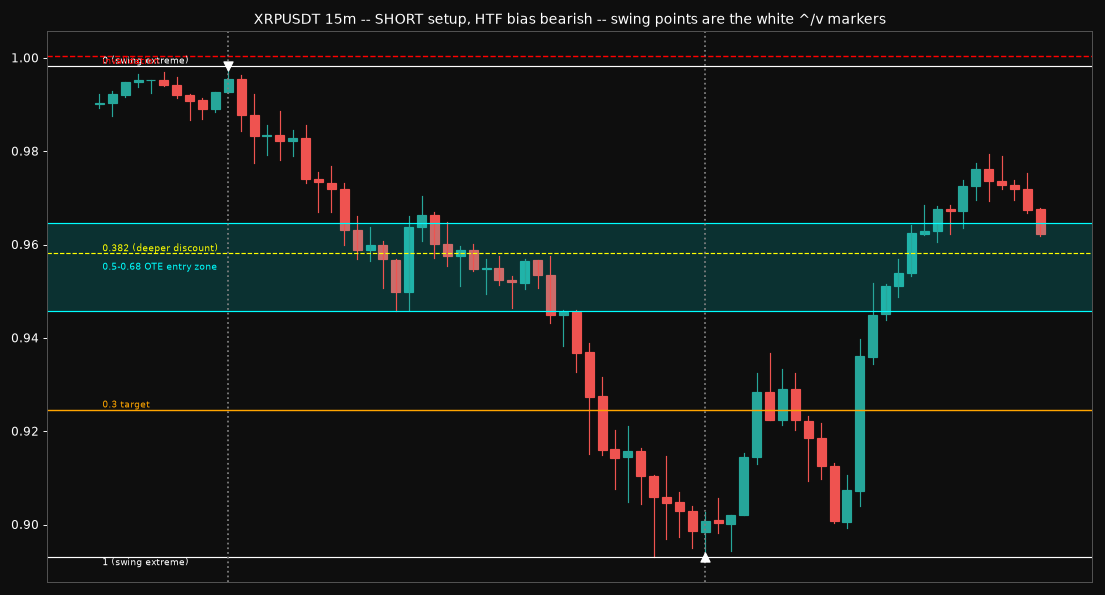 XRPUSDT 15m -- SHORT setup, HTF bias bearish -- swing points are the white ^/v markers
1.00
0 (swing extreme)
0.98
0.96
0.382 (deeper discount)
0.5-0.68 OTE entry zone
0.94
0.3 target
0.92
0.90
1 (swing extreme)